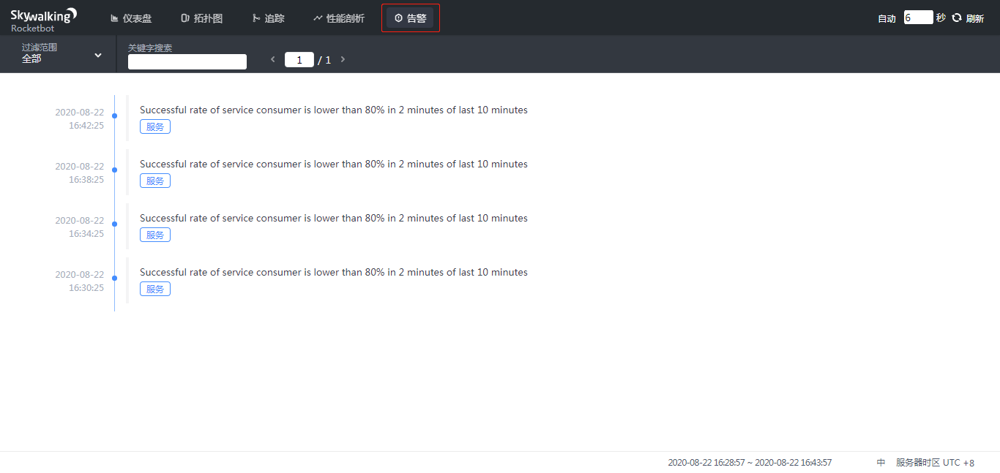 Skywalking
Rocketbot
仪表盘 拓扑图 追踪 性能剖析 告警 自动 6 秒 刷新
过滤范围
全部
关键字搜索
1 / 1
2020-08-22
16:42:25
Successful rate of service consumer is lower than 80% in 2 minutes of last 10 minutes
服务
2020-08-22
16:38:25
Successful rate of service consumer is lower than 80% in 2 minutes of last 10 minutes
服务
2020-08-22
16:34:25
Successful rate of service consumer is lower than 80% in 2 minutes of last 10 minutes
服务
2020-08-22
16:30:25
Successful rate of service consumer is lower than 80% in 2 minutes of last 10 minutes
服务
2020-08-22 16:28:57 ~ 2020-08-22 16:43:57 中 服务器时区 UTC +8